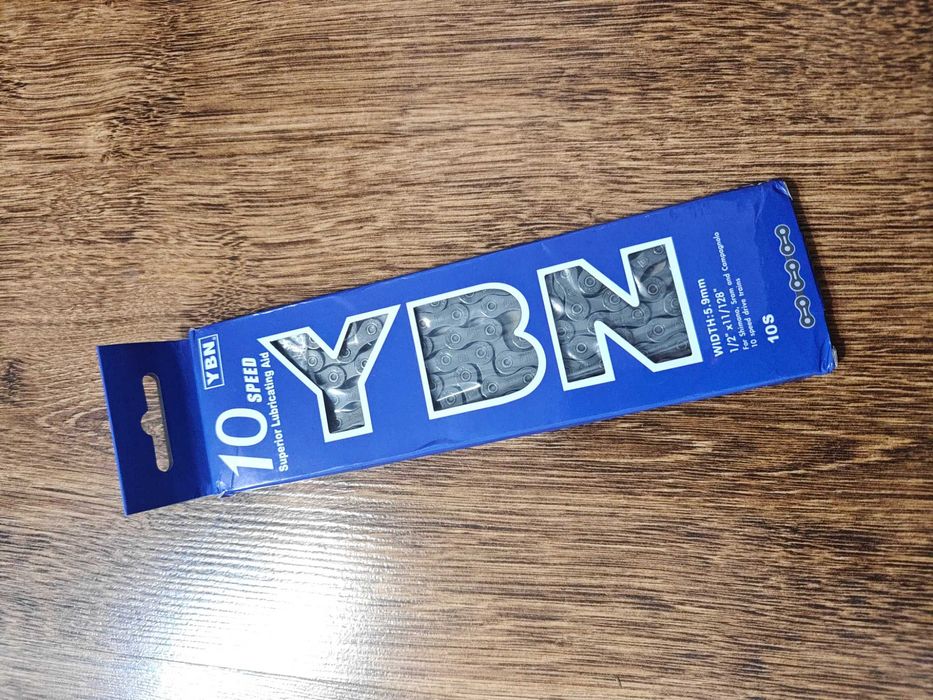 YBN
10 SPEED
Superior Lubricating Aid
YBN
WIDTH:5.9mm
1/2" x11/128"
For Shimano, Sram and Campagnolo
10 speed drive trains
10S